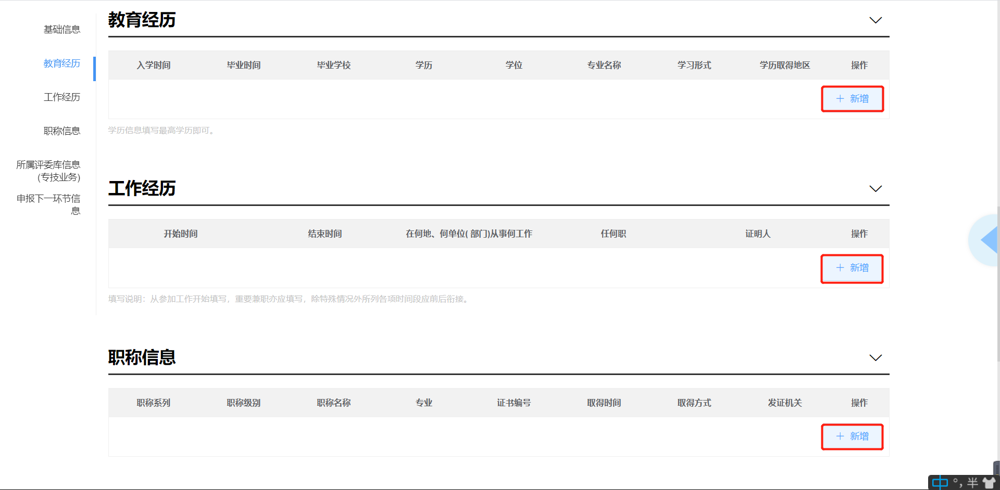 基础信息
教育经历
工作经历
职称信息
所属评委库信息
(专技业务)
申报下一环节信
息
教育经历
入学时间 毕业时间 毕业学校 学历 学位 专业名称 学习形式 学历取得地区 操作
+ 新增
学历信息填写最高学历即可。
工作经历
开始时间 结束时间 在何地、何单位( 部门)从事何工作 任何职 证明人 操作
+ 新增
填写说明：从参加工作开始填写，重要兼职亦应填写，除特殊情况外所列各项时间段应前后衔接。
职称信息
职称系列 职称级别 职称名称 专业 证书编号 取得时间 取得方式 发证机关 操作
+ 新增
中 °, 半